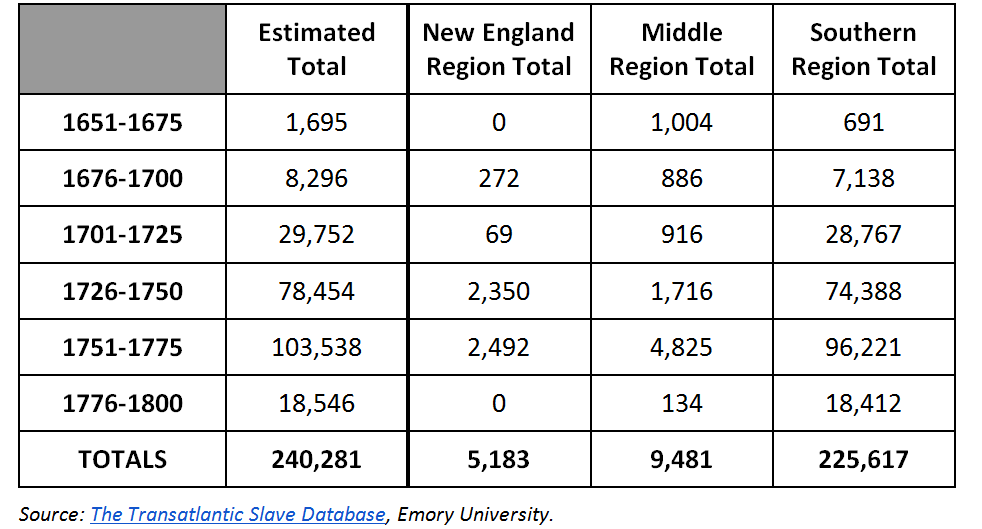 Estimated Total New England Region Total Middle Region Total Southern Region Total
1651-1675 1,695 0 1,004 691
1676-1700 8,296 272 886 7,138
1701-1725 29,752 69 916 28,767
1726-1750 78,454 2,350 1,716 74,388
1751-1775 103,538 2,492 4,825 96,221
1776-1800 18,546 0 134 18,412
TOTALS 240,281 5,183 9,481 225,617
Source: The Transatlantic Slave Database, Emory University.